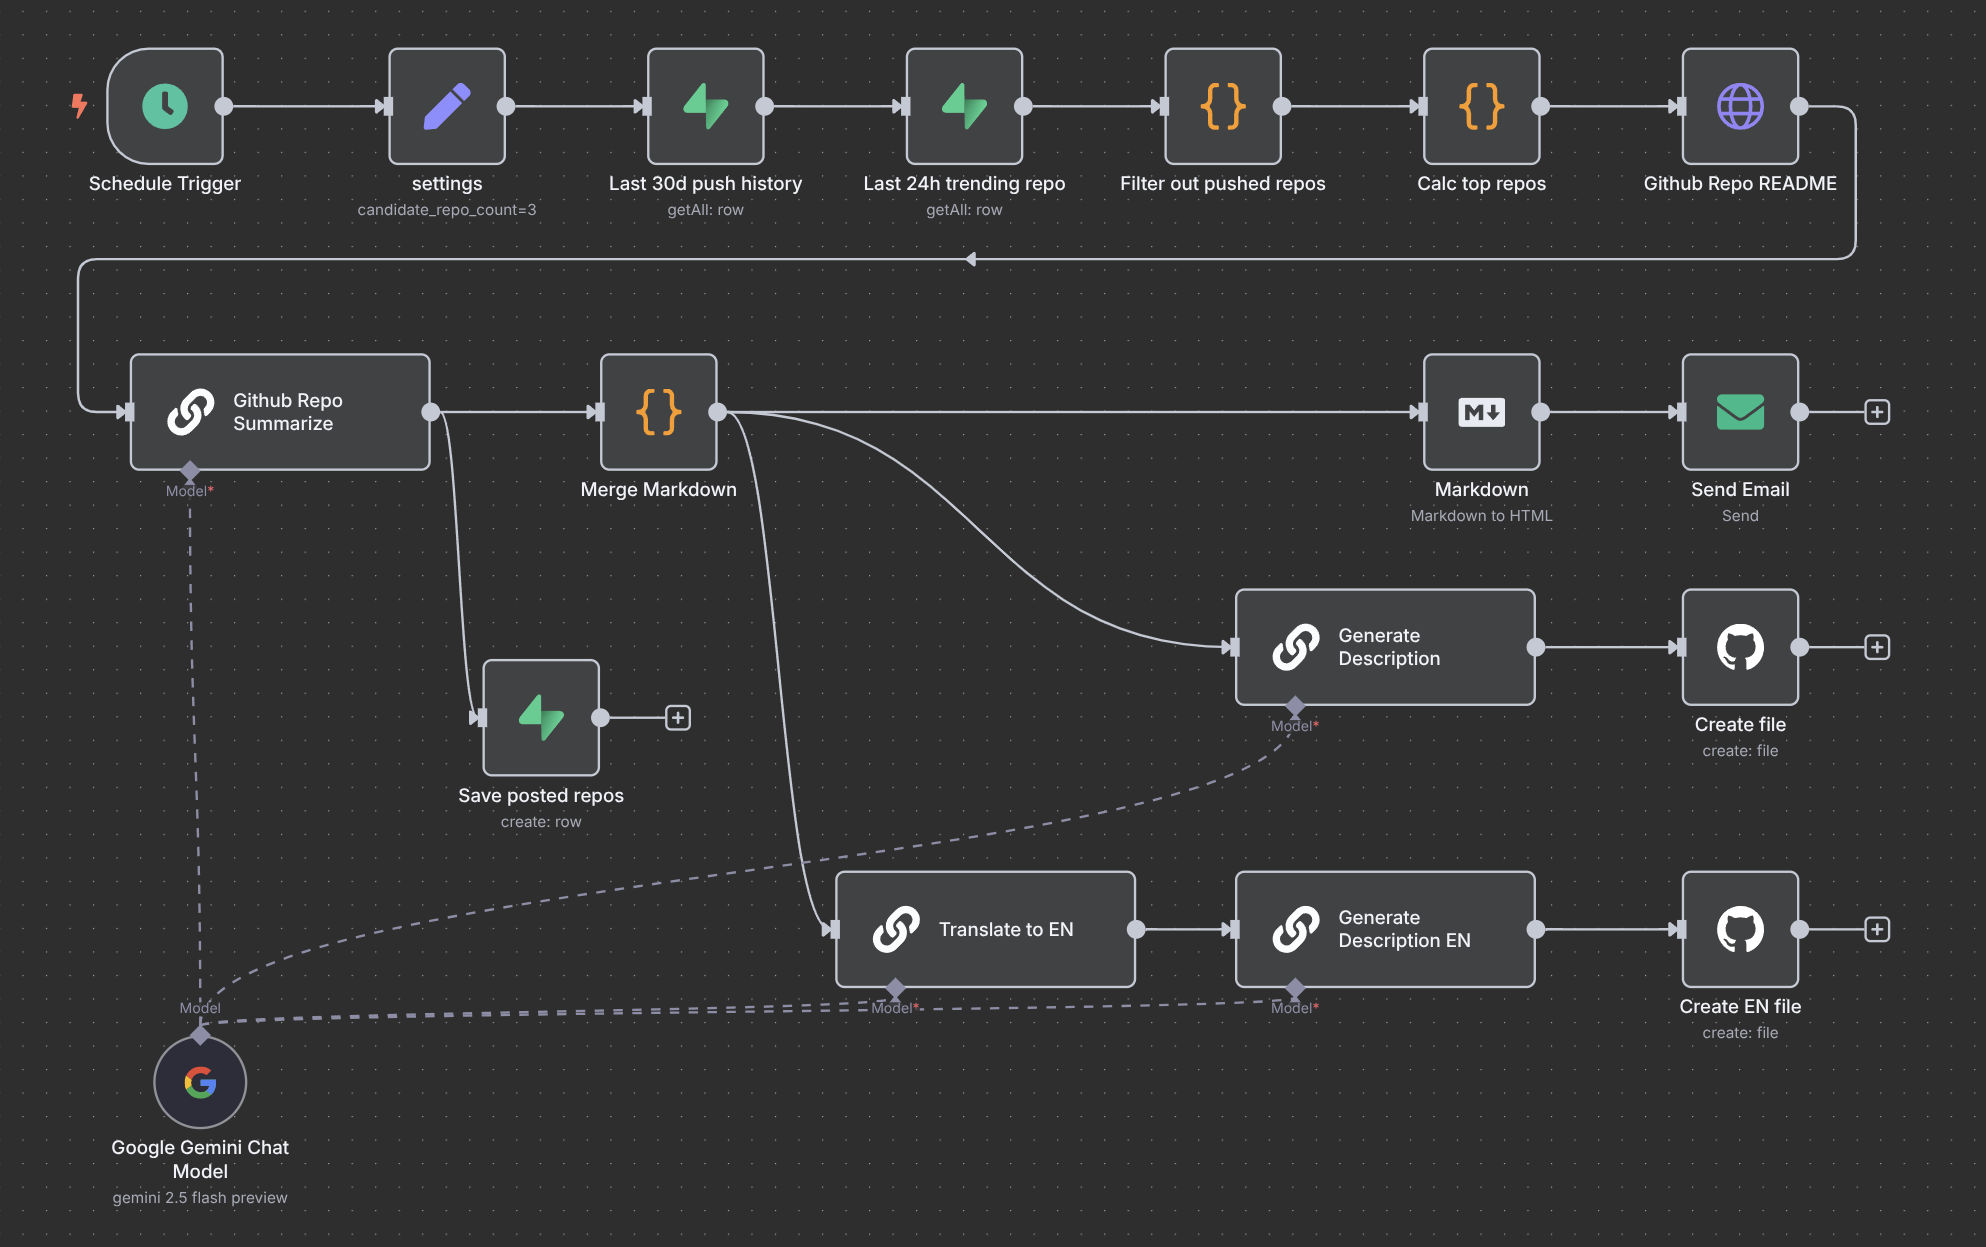 Schedule Trigger
settings
candidate_repo_count=3
Last 30d push history
getAll: row
Last 24h trending repo
getAll: row
Filter out pushed repos
Calc top repos
Github Repo README
Github Repo
Summarize
Model*
Merge Markdown
Markdown
Markdown to HTML
Send Email
Send
Generate
Description
Model*
Create file
create: file
Save posted repos
create: row
Translate to EN
Model*
Generate
Description EN
Model*
Create EN file
create: file
Model
Google Gemini Chat
Model
gemini 2.5 flash preview